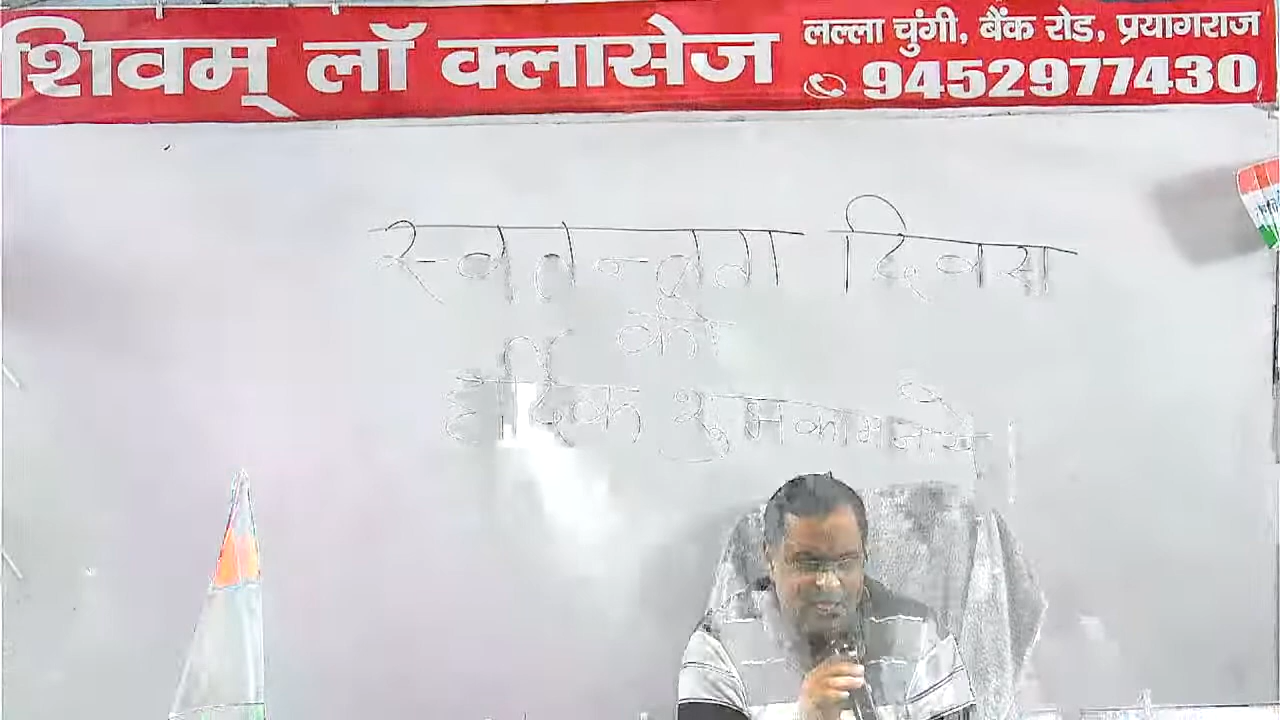 शिवम् लॉ क्लासेज
लल्ला चुंगी, बैंक रोड, प्रयागराज
9452977430
स्वतन्त्रता दिवस
की
हार्दिक शुभकामनाये।